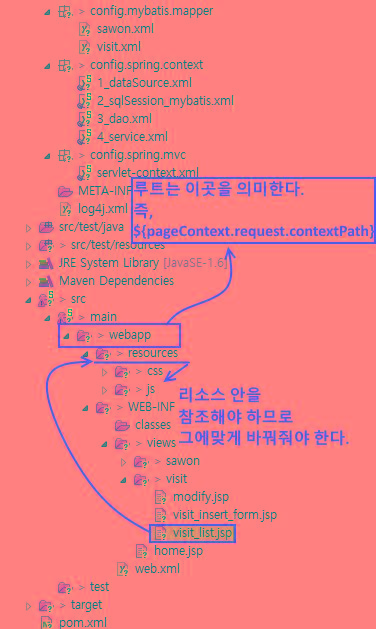 > config.mybatis.mapper
sawon.xml
visit.xml
> config.spring.context
1_dataSource.xml
2_sqlSession_mybatis.xml
3_dao.xml
4_service.xml
> config.spring.mvc
servlet-context.xml
META-INF
log4j.xml
루트는 이곳을 의미한다.
즉,
${pageContext.request.contextPath}
src/test/java
> src/test/resources
JRE System Library [JavaSE-1.6]
Maven Dependencies
> src
> main
> webapp
> resources
> css
> js
리소스 안을
참조해야 하므로
그에맞게 바꿔줘야 한다.
> WEB-INF
classes
> views
> sawon
> visit
modify.jsp
visit_insert_form.jsp
visit_list.jsp
home.jsp
web.xml
> test
> target
pom.xml